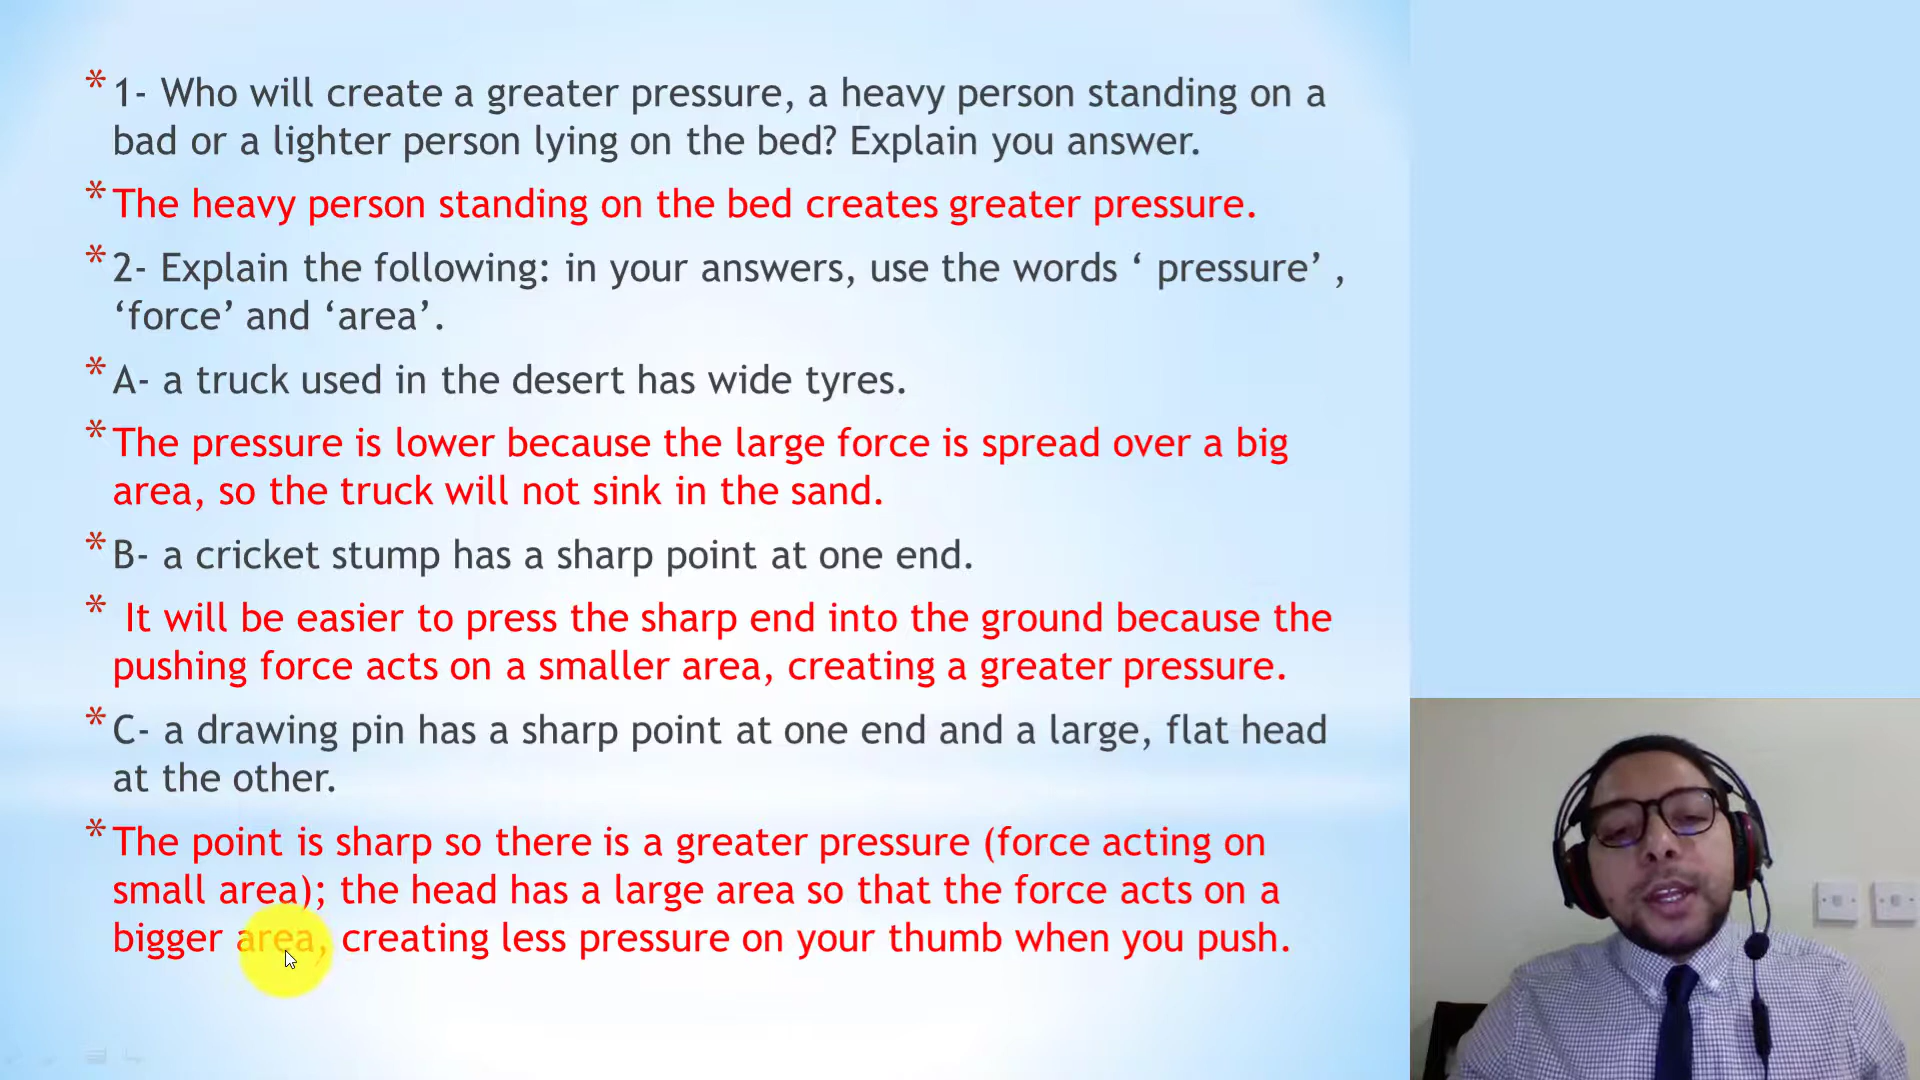 * 1- Who will create a greater pressure, a heavy person standing on a
bad or a lighter person lying on the bed? Explain you answer.
* The heavy person standing on the bed creates greater pressure.
* 2- Explain the following: in your answers, use the words ‘ pressure’ ,
‘force’ and ‘area’.
* A- a truck used in the desert has wide tyres.
* The pressure is lower because the large force is spread over a big
area, so the truck will not sink in the sand.
* B- a cricket stump has a sharp point at one end.
* It will be easier to press the sharp end into the ground because the
pushing force acts on a smaller area, creating a greater pressure.
* C- a drawing pin has a sharp point at one end and a large, flat head
at the other.
* The point is sharp so there is a greater pressure (force acting on
small area); the head has a large area so that the force acts on a
bigger area, creating less pressure on your thumb when you push.